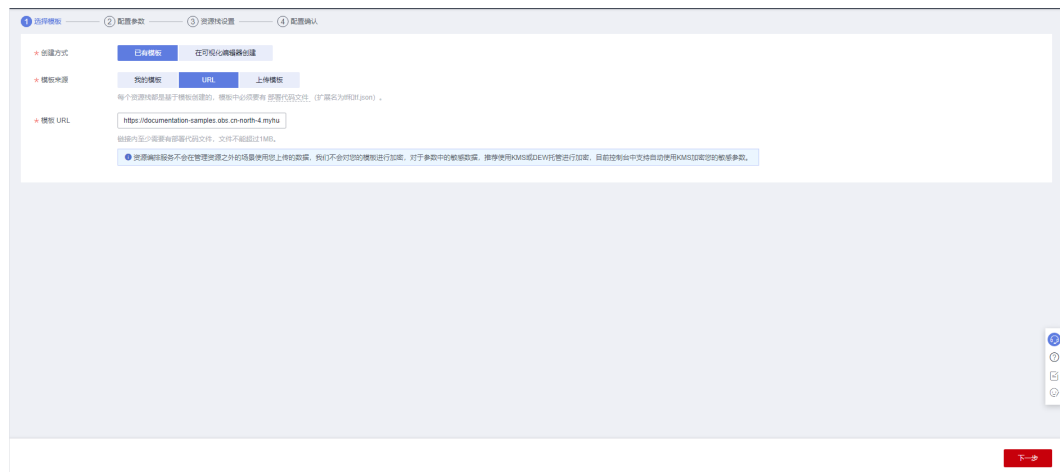 1 选择模板 2 配置参数 3 资源栈设置 4 配置确认
* 创建方式 已有模板 在可视化编辑器创建
* 模板来源 我的模板 URL 上传模板
每个资源栈都是基于模板创建的，模板中必须要有 部署代码文件 （扩展名为tf和tf.json）。
* 模板 URL https://documentation-samples.obs.cn-north-4.myhu
链接内至少需要有部署代码文件，文件不能超过1MB。
资源编排服务不会在管理资源之外的场景使用您上传的数据，我们不会对您的模板进行加密，对于参数中的敏感数据，推荐使用KMS或DEW托管进行加密，目前控制台中支持自动使用KMS加密您的敏感参数。
下一步